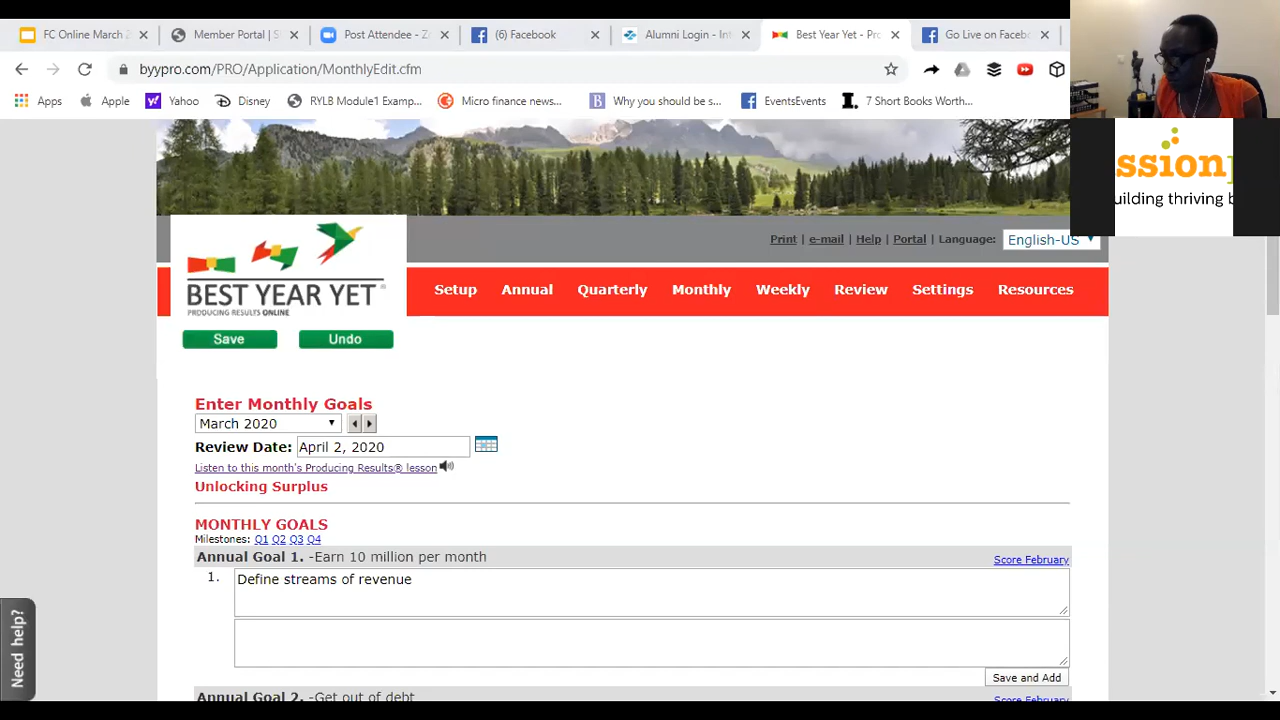 FC Online March 2
Member Portal | S
Post Attendee - Z
(6) Facebook
Alumni Login - Int
Best Year Yet - Pro
Go Live on Facebo
byypro.com/PRO/Application/MonthlyEdit.cfm
Apps
Apple
Yahoo
Disney
RYLB Module'l Examp...
Micro finance news...
Why you should be s...
EventsEvents
7 Short Books Worth...
ssion
uilding thriving b
BEST YEAR YET
PRODUCING RESULTS ONLINE
Print | e-mail | Help | Portal | Language: English-US
Setup Annual Quarterly Monthly Weekly Review Settings Resources
Save Undo
Enter Monthly Goals
March 2020
Review Date: April 2, 2020
Listen to this month's Producing Results® lesson
Unlocking Surplus
MONTHLY GOALS
Milestones: Q1 Q2 Q3 Q4
Annual Goal 1. -Earn 10 million per month Score February
1. Define streams of revenue
Save and Add
Annual Goal 2. -Get out of debt Score February
Need help?